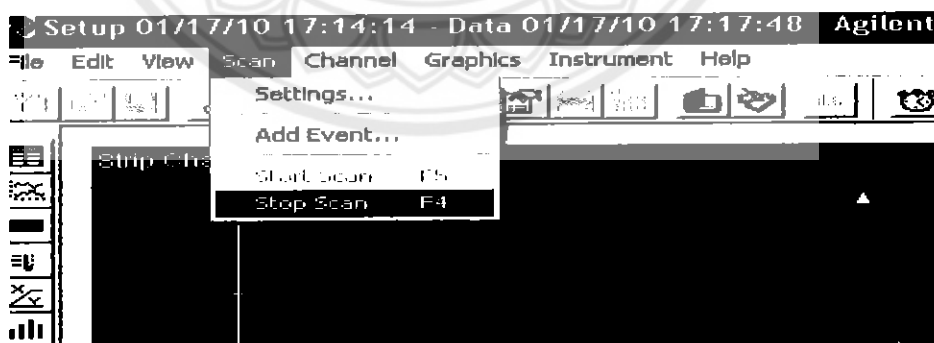 Setup 01/17/10 17:14:14 - Data 01/17/10 17:17:48 Agilent
File Edit View Scan Channel Graphics Instrument Help
Settings...
Add Event...
Strip Cha
Start Scan F5
Stop Scan F4